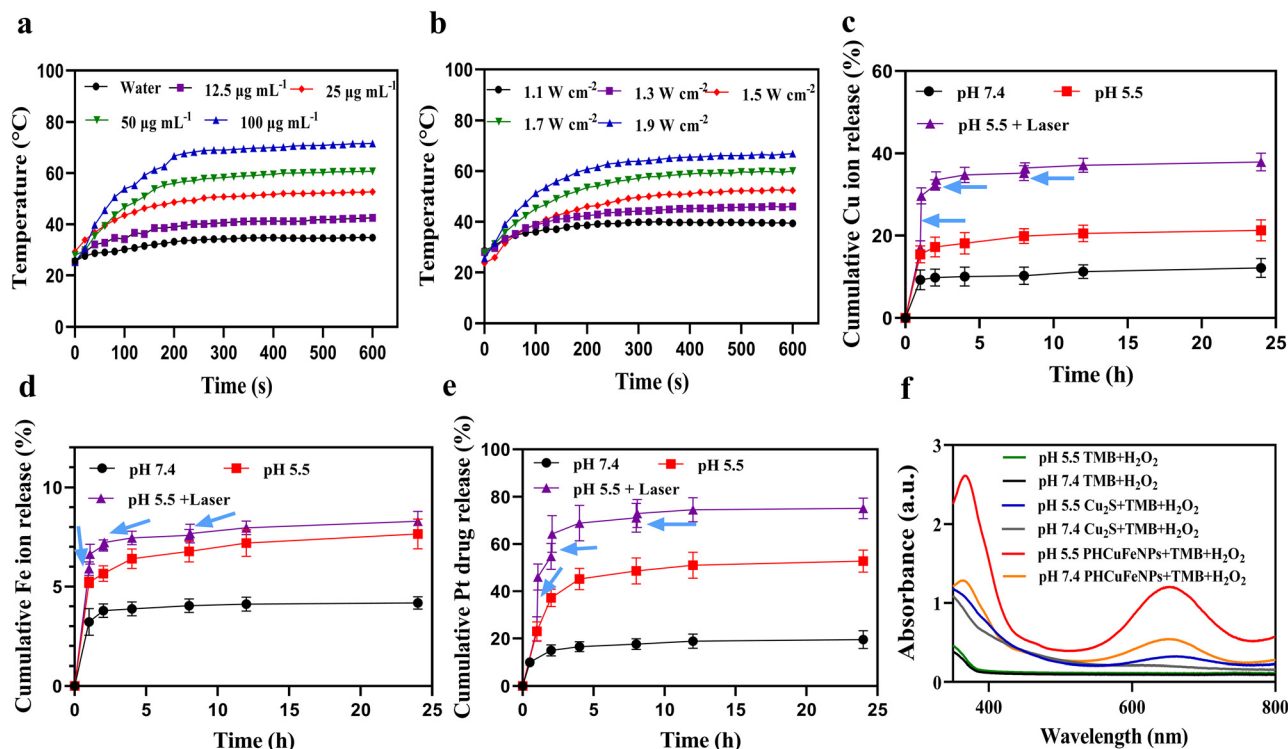 a
Water 12.5 µg mL⁻¹ 25 µg mL⁻¹
50 µg mL⁻¹ 100 µg mL⁻¹
Temperature (°C)
100
80
60
40
20
0
0 100 200 300 400 500 600
Time (s)
b
1.1 W cm⁻² 1.3 W cm⁻² 1.5 W cm⁻²
1.7 W cm⁻² 1.9 W cm⁻²
Temperature (°C)
100
80
60
40
20
0
0 100 200 300 400 500 600
Time (s)
c
pH 7.4 pH 5.5
pH 5.5 + Laser
Cumulative Cu ion release (%)
60
40
20
0
0 5 10 15 20 25
Time (h)
d
pH 7.4 pH 5.5
pH 5.5 +Laser
Cumulative Fe ion release (%)
10
5
0
0 5 10 15 20 25
Time (h)
e
pH 7.4 pH 5.5
pH 5.5 + Laser
Cumulative Pt drug release (%)
100
80
60
40
20
0
0 5 10 15 20 25
Time (h)
f
pH 5.5 TMB+H₂O₂
pH 7.4 TMB+H₂O₂
pH 5.5 Cu₂S+TMB+H₂O₂
pH 7.4 Cu₂S+TMB+H₂O₂
pH 5.5 PHCuFeNPs+TMB+H₂O₂
pH 7.4 PHCuFeNPs+TMB+H₂O₂
Absorbance (a.u.)
3
2
1
0
400 600 800
Wavelength (nm)